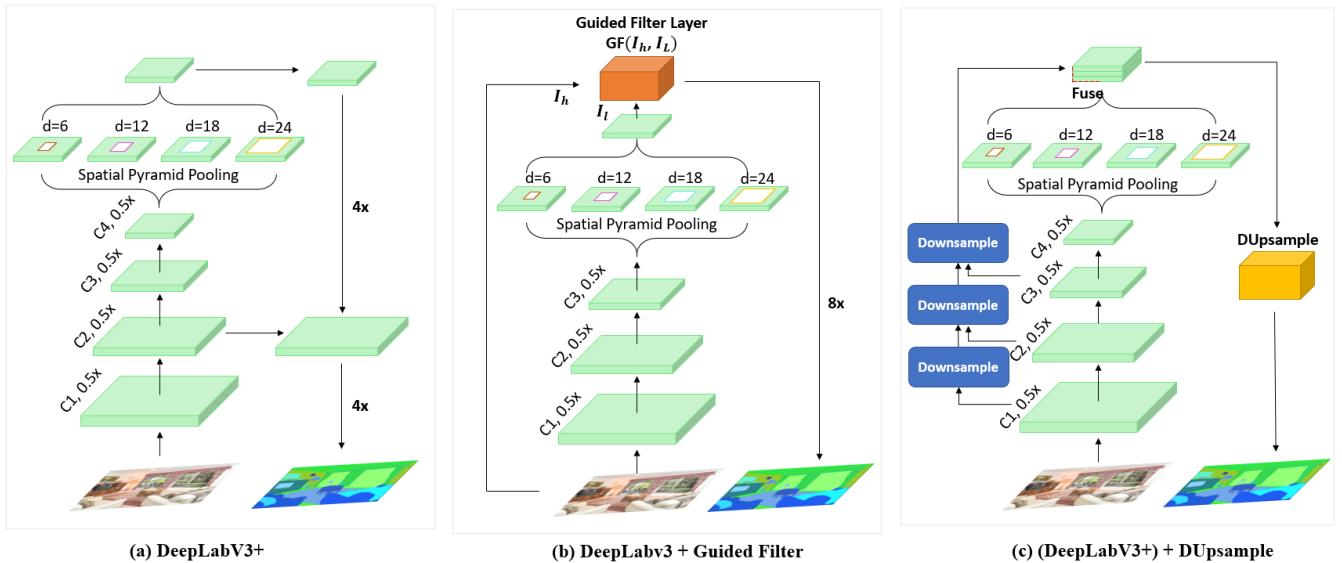 d=6
d=12
d=18
d=24
Spatial Pyramid Pooling
C4, 0.5x
C3, 0.5x
C2, 0.5x
C1, 0.5x
4x
4x
(a) DeepLabV3+
Guided Filter Layer
GF(I_h, I_L)
I_h
I_l
d=6
d=12
d=18
d=24
Spatial Pyramid Pooling
C3, 0.5x
C2, 0.5x
C1, 0.5x
8x
(b) DeepLabv3 + Guided Filter
Fuse
d=6
d=12
d=18
d=24
Spatial Pyramid Pooling
C4, 0.5x
Downsample
C3, 0.5x
Downsample
C2, 0.5x
Downsample
C1, 0.5x
DUpsample
(c) (DeepLabV3+) + DUpsample